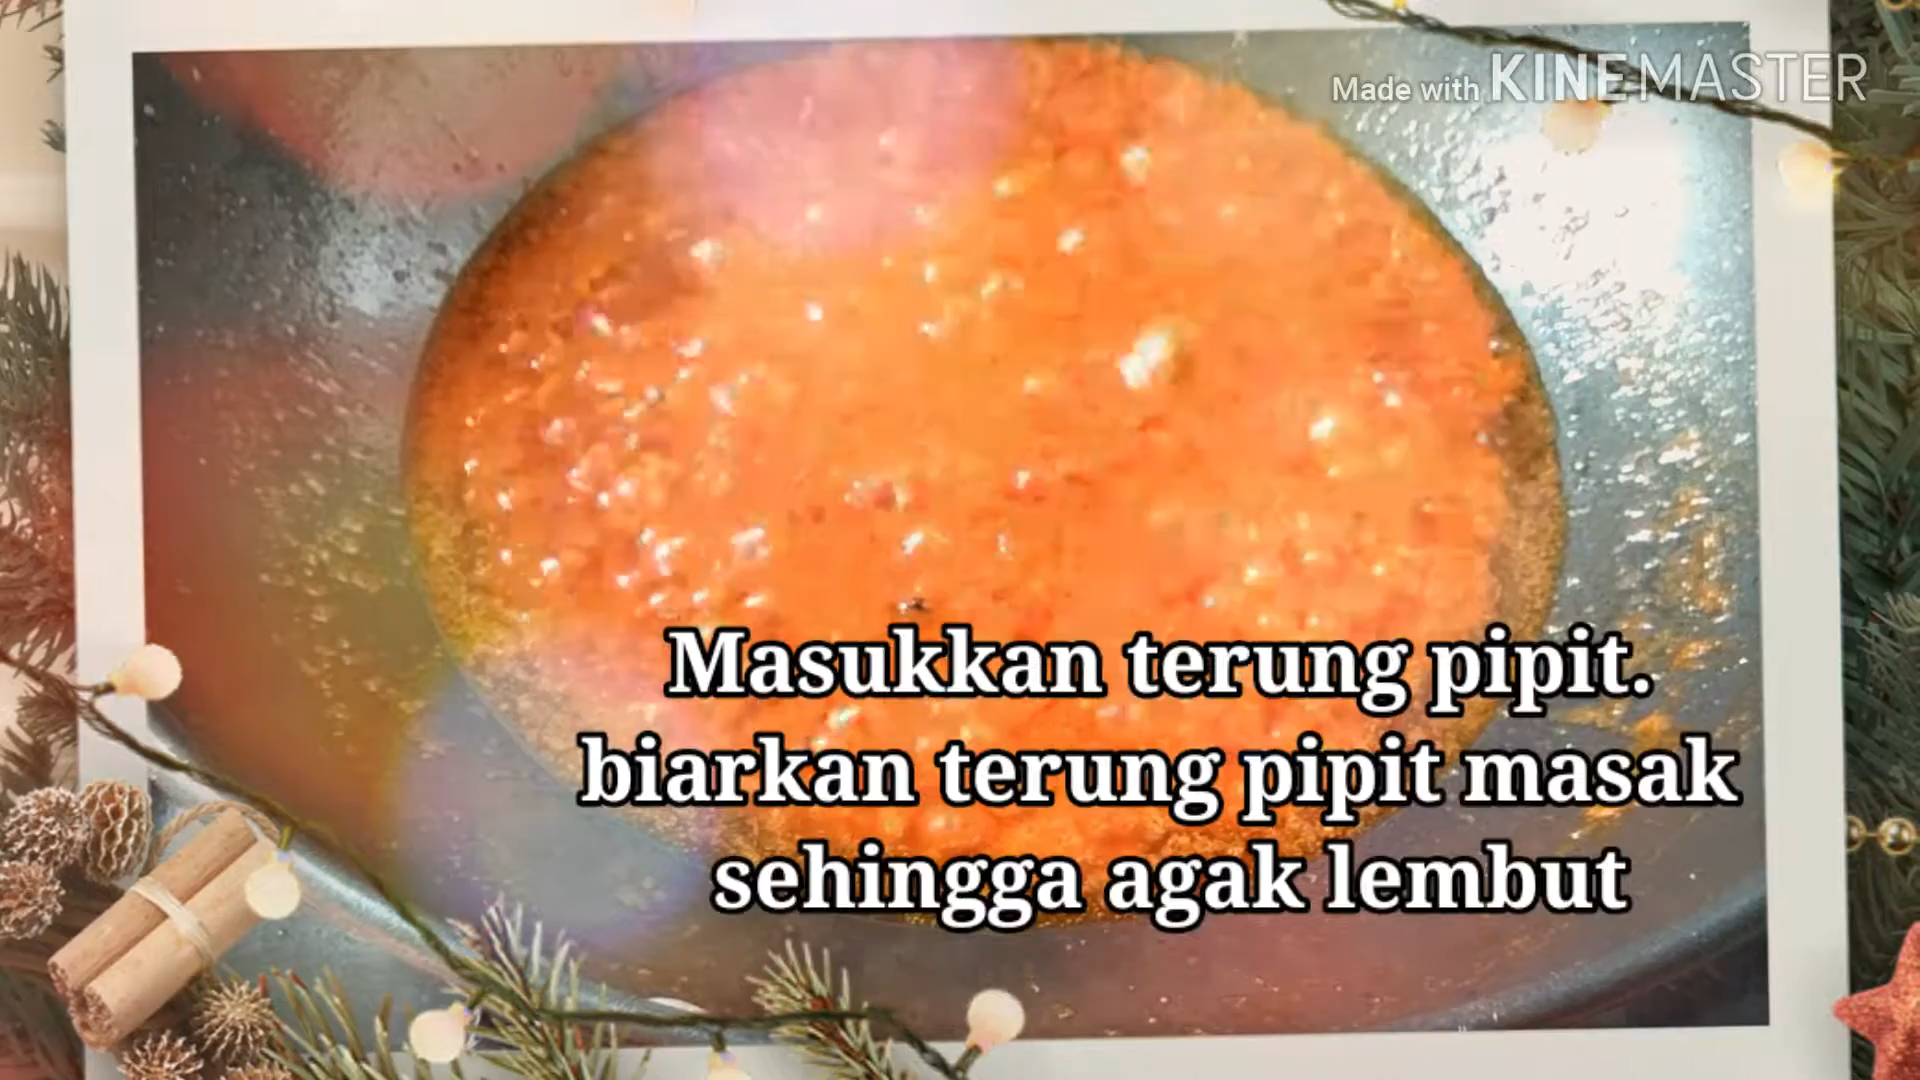 Made with KINEMASTER
Masukkan terung pipit.
biarkan terung pipit masak
sehingga agak lembut